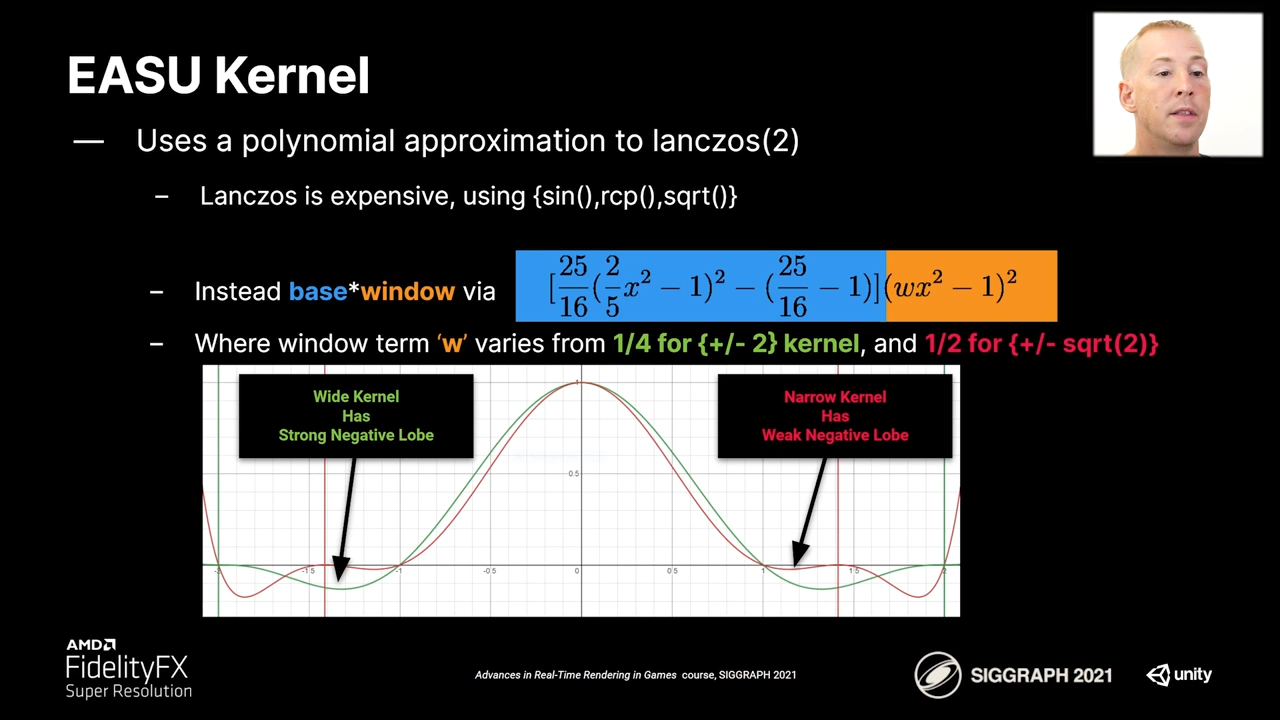 EASU Kernel
— Uses a polynomial approximation to lanczos(2)
– Lanczos is expensive, using {sin(),rcp(),sqrt()}
– Instead base*window via [25/16(2/5x² − 1)² − (25/16 − 1)](wx² − 1)²
– Where window term ‘w’ varies from 1/4 for {+/- 2} kernel, and 1/2 for {+/- sqrt(2)}
Wide Kernel
Has
Strong Negative Lobe
Narrow Kernel
Has
Weak Negative Lobe
1
0.5
-2 -1.5 -1 -0.5 0 0.5 1 1.5 2
AMD
FidelityFX
Super Resolution
Advances in Real-Time Rendering in Games course, SIGGRAPH 2021
SIGGRAPH 2021
unity